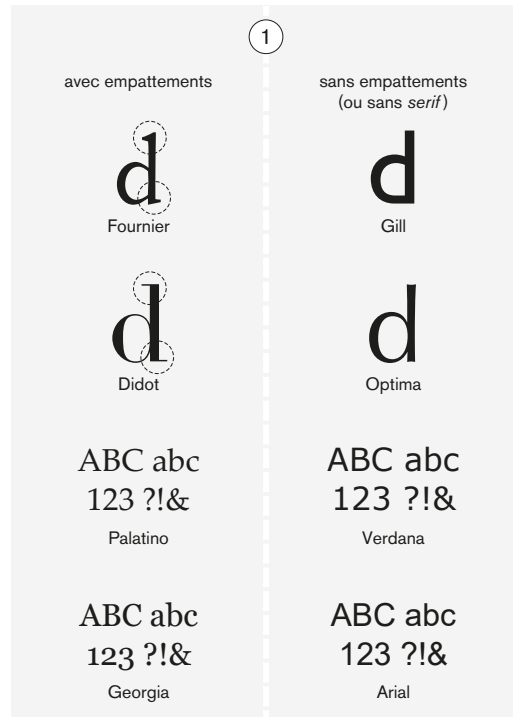 1
avec empattements
sans empattements
(ou sans serif)
d
Fournier
d
Gill
d
Didot
d
Optima
ABC abc
123 ?!&
Palatino
ABC abc
123 ?!&
Verdana
ABC abc
123 ?!&
Georgia
ABC abc
123 ?!&
Arial